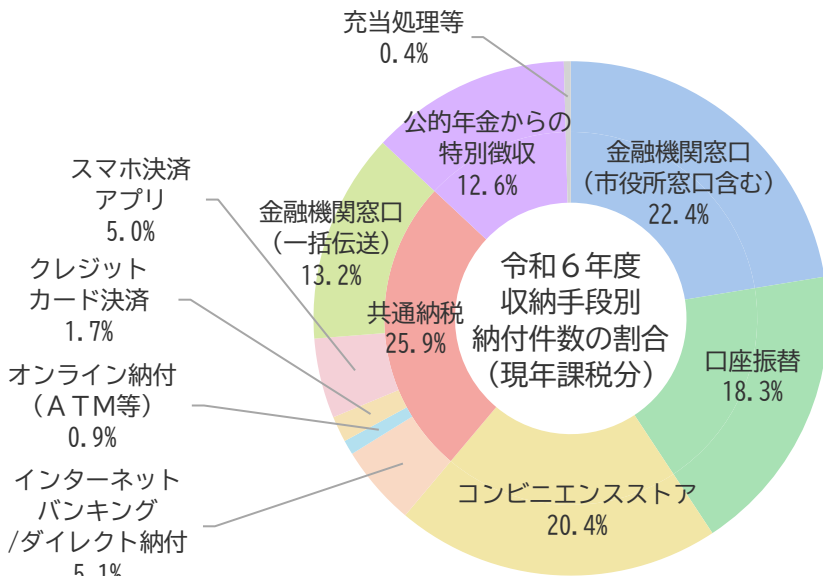 充当処理等
0.4%
公的年金からの
特別徴収
12.6%
金融機関窓口
（市役所窓口含む）
22.4%
スマホ決済
アプリ
5.0%
金融機関窓口
（一括伝送）
13.2%
クレジット
カード決済
1.7%
共通納税
25.9%
令和６年度
収納手段別
納付件数の割合
（現年課税分）
口座振替
18.3%
オンライン納付
（ＡＴＭ等）
0.9%
インターネット
バンキング
/ダイレクト納付
5.1%
コンビニエンスストア
20.4%